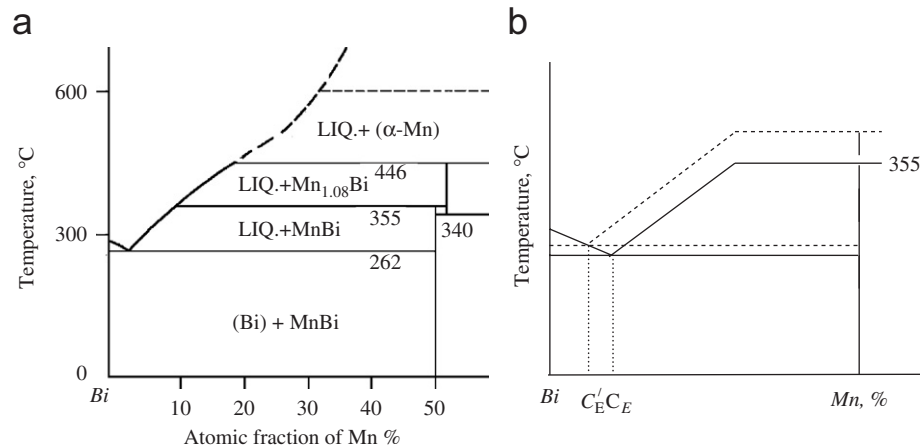 a
Temperature, °C
600
300
0
LIQ.+ (α-Mn)
446
LIQ.+Mn1.08Bi
355
LIQ.+MnBi
340
262
(Bi) + MnBi
Bi
10 20 30 40 50
Atomic fraction of Mn %
b
Temperature, °C
355
Bi C′E CE Mn, %